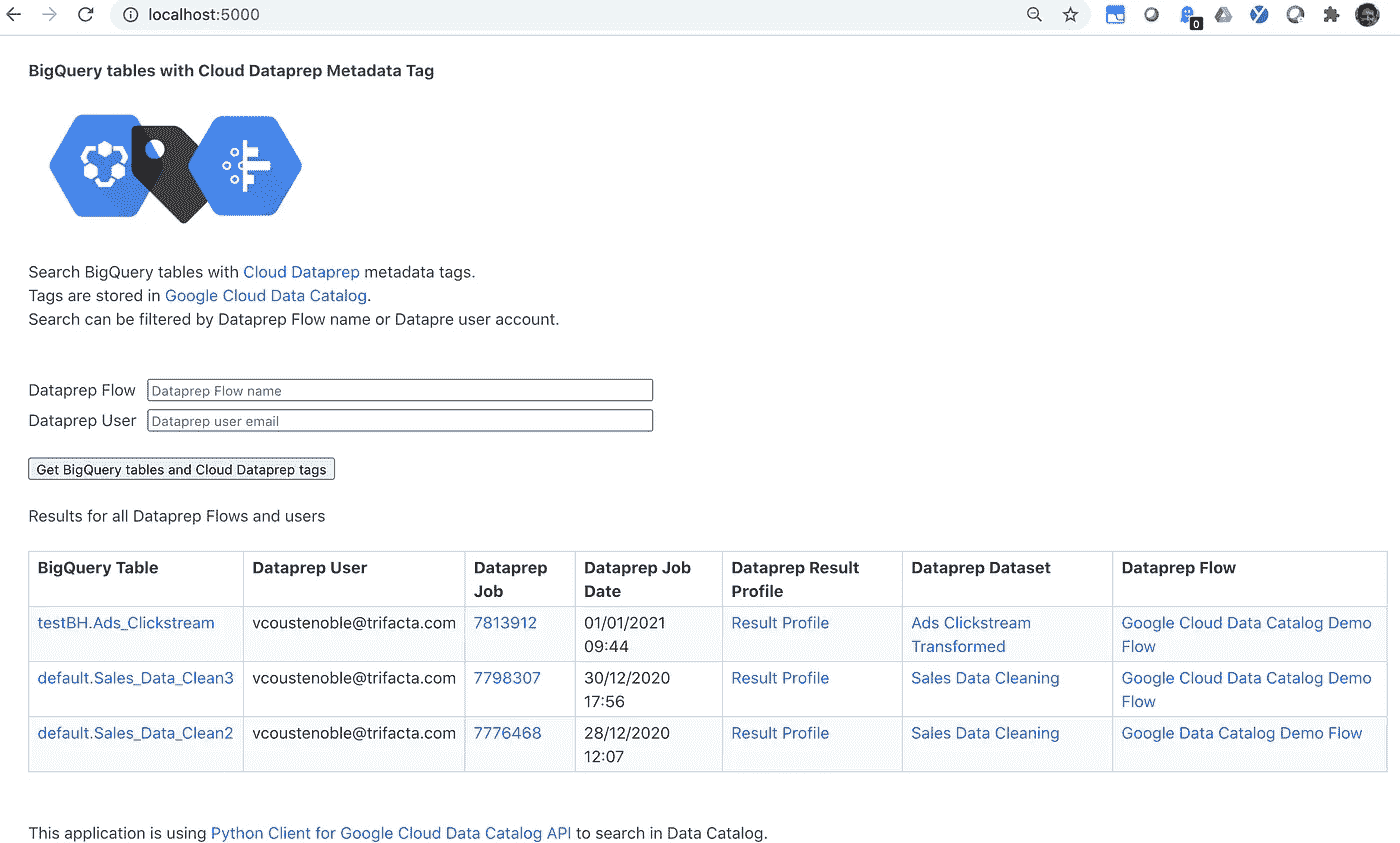 localhost:5000
0
BigQuery tables with Cloud Dataprep Metadata Tag
Search BigQuery tables with Cloud Dataprep metadata tags.
Tags are stored in Google Cloud Data Catalog.
Search can be filtered by Dataprep Flow name or Datapre user account.
Dataprep Flow Dataprep Flow name
Dataprep User Dataprep user email
Get BigQuery tables and Cloud Dataprep tags
Results for all Dataprep Flows and users
BigQuery Table Dataprep User Dataprep Dataprep Job Dataprep Result Dataprep Dataset Dataprep Flow
Job Date Profile
testBH.Ads_Clickstream vcoustenoble@trifacta.com 7813912 01/01/2021 Result Profile Ads Clickstream Google Cloud Data Catalog Demo
09:44 Transformed Flow
default.Sales_Data_Clean3 vcoustenoble@trifacta.com 7798307 30/12/2020 Result Profile Sales Data Cleaning Google Cloud Data Catalog Demo
17:56 Flow
default.Sales_Data_Clean2 vcoustenoble@trifacta.com 7776468 28/12/2020 Result Profile Sales Data Cleaning Google Data Catalog Demo Flow
12:07
This application is using Python Client for Google Cloud Data Catalog API to search in Data Catalog.